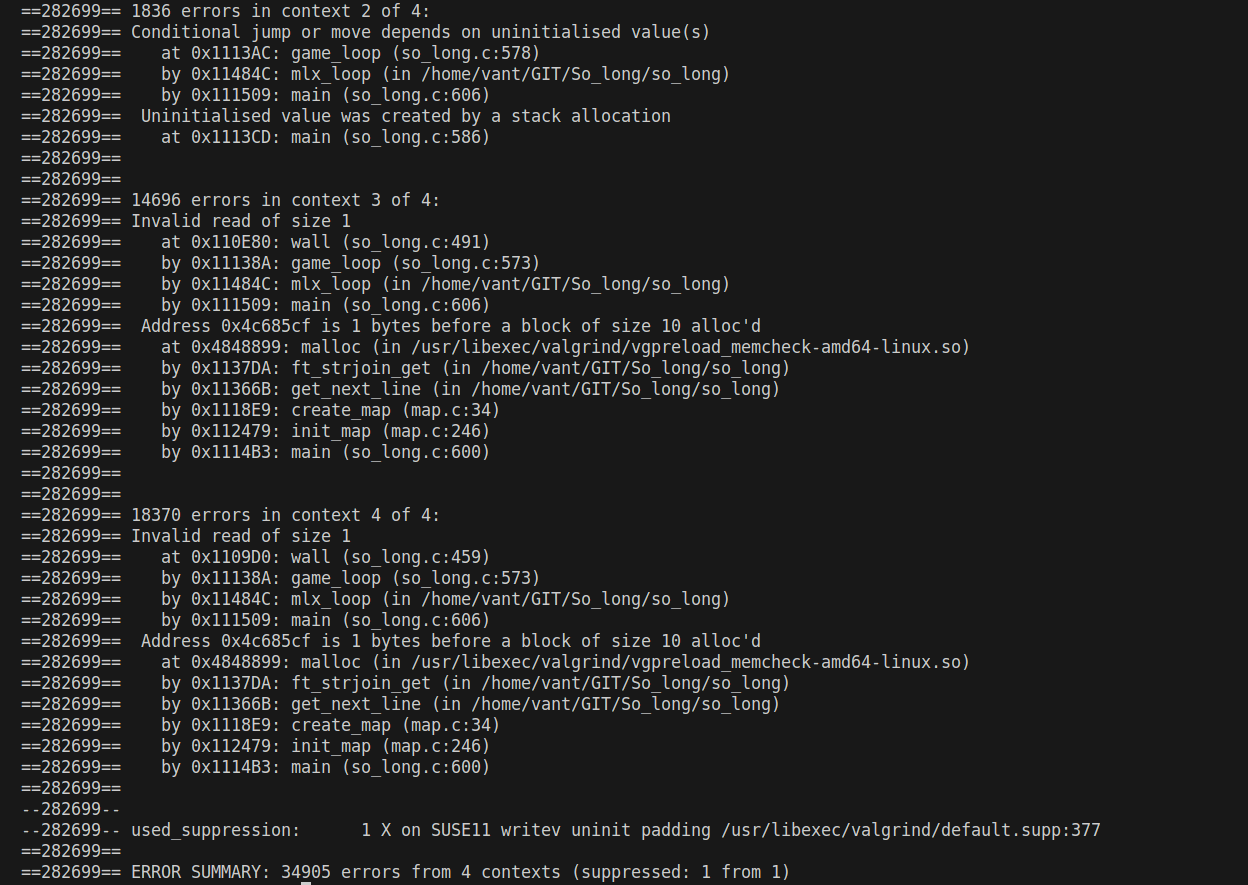 ==282699== 1836 errors in context 2 of 4:
==282699== Conditional jump or move depends on uninitialised value(s)
==282699==    at 0x1113AC: game_loop (so_long.c:578)
==282699==    by 0x11484C: mlx_loop (in /home/vant/GIT/So_long/so_long)
==282699==    by 0x111509: main (so_long.c:606)
==282699==  Uninitialised value was created by a stack allocation
==282699==    at 0x1113CD: main (so_long.c:586)
==282699==
==282699==
==282699== 14696 errors in context 3 of 4:
==282699== Invalid read of size 1
==282699==    at 0x110E80: wall (so_long.c:491)
==282699==    by 0x11138A: game_loop (so_long.c:573)
==282699==    by 0x11484C: mlx_loop (in /home/vant/GIT/So_long/so_long)
==282699==    by 0x111509: main (so_long.c:606)
==282699==  Address 0x4c685cf is 1 bytes before a block of size 10 alloc'd
==282699==    at 0x4848899: malloc (in /usr/libexec/valgrind/vgpreload_memcheck-amd64-linux.so)
==282699==    by 0x1137DA: ft_strjoin_get (in /home/vant/GIT/So_long/so_long)
==282699==    by 0x11366B: get_next_line (in /home/vant/GIT/So_long/so_long)
==282699==    by 0x1118E9: create_map (map.c:34)
==282699==    by 0x112479: init_map (map.c:246)
==282699==    by 0x1114B3: main (so_long.c:600)
==282699==
==282699==
==282699== 18370 errors in context 4 of 4:
==282699== Invalid read of size 1
==282699==    at 0x1109D0: wall (so_long.c:459)
==282699==    by 0x11138A: game_loop (so_long.c:573)
==282699==    by 0x11484C: mlx_loop (in /home/vant/GIT/So_long/so_long)
==282699==    by 0x111509: main (so_long.c:606)
==282699==  Address 0x4c685cf is 1 bytes before a block of size 10 alloc'd
==282699==    at 0x4848899: malloc (in /usr/libexec/valgrind/vgpreload_memcheck-amd64-linux.so)
==282699==    by 0x1137DA: ft_strjoin_get (in /home/vant/GIT/So_long/so_long)
==282699==    by 0x11366B: get_next_line (in /home/vant/GIT/So_long/so_long)
==282699==    by 0x1118E9: create_map (map.c:34)
==282699==    by 0x112479: init_map (map.c:246)
==282699==    by 0x1114B3: main (so_long.c:600)
==282699==
--282699--
--282699-- used_suppression:      1 X on SUSE11 writev uninit padding /usr/libexec/valgrind/default.supp:377
==282699==
==282699== ERROR SUMMARY: 34905 errors from 4 contexts (suppressed: 1 from 1)